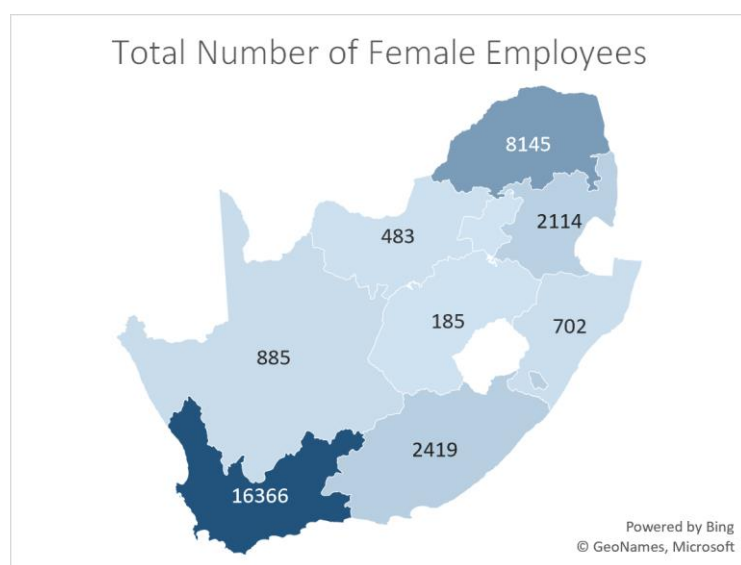 Total Number of Female Employees
8145
2114
483
185
702
885
2419
16366
Powered by Bing
© GeoNames, Microsoft